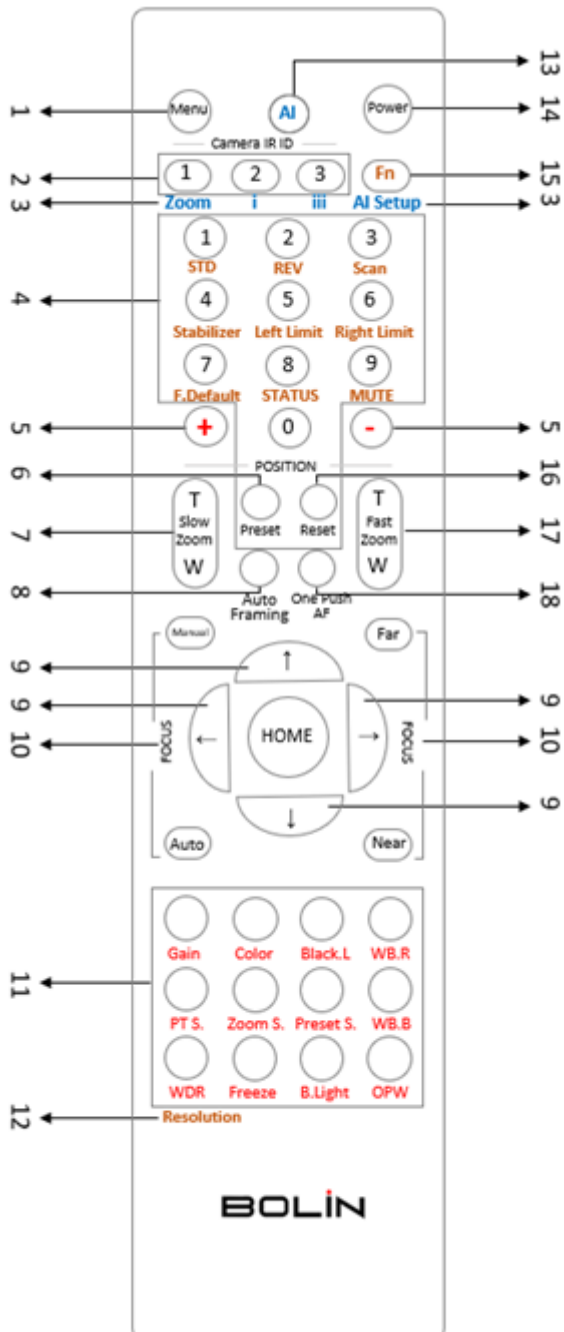 13
1 Menu AI Power 14
Camera IR ID
2 1 2 3 Fn 15
3 Zoom i iii AI Setup 3
1 2 3
STD REV Scan
4 4 5 6
Stabilizer Left Limit Right Limit
7 8 9
F.Default STATUS MUTE
5 + 0 - 5
6 POSITION 16
7 T Slow Zoom W Preset Reset T Fast Zoom W 17
8 Auto Framing One Push AF 18
Manual Far
9 ↑
9 ← HOME → 9
10 FOCUS FOCUS 10
↓ 9
Auto Near
Gain Color Black.L WB.R
11 PT S. Zoom S. Preset S. WB.B
WDR Freeze B.Light OPW
12 Resolution
BOLIN